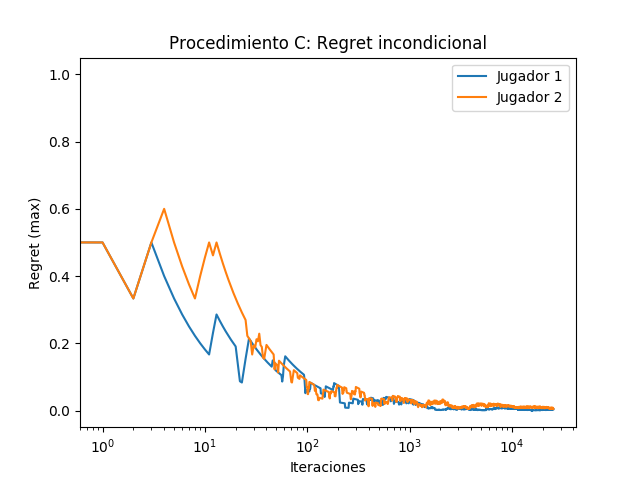 Procedimiento C: Regret incondicional
Jugador 1
Jugador 2
Regret (max)
1.0
0.8
0.6
0.4
0.2
0.0
10⁰ 10¹ 10² 10³ 10⁴
Iteraciones